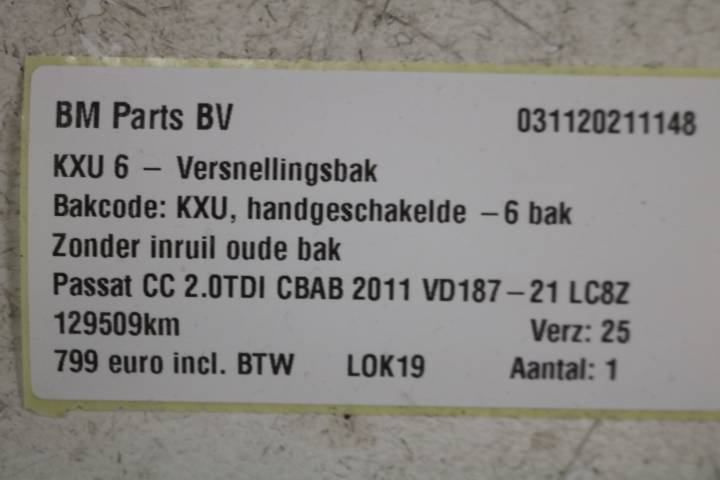 BM Parts BV 031120211148
KXU 6 – Versnellingsbak
Bakcode: KXU, handgeschakelde –6 bak
Zonder inruil oude bak
Passat CC 2.0TDI CBAB 2011 VD187–21 LC8Z
129509km Verz: 25
799 euro incl. BTW LOK19 Aantal: 1